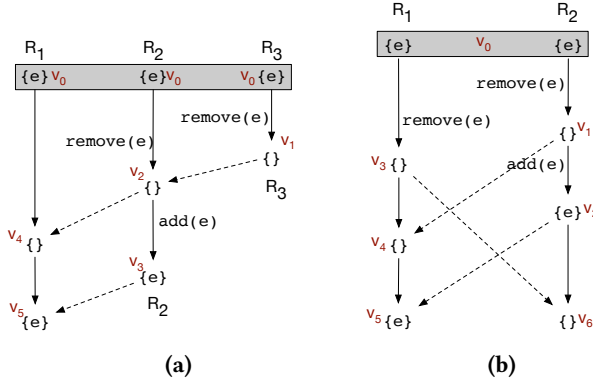 R1 R2 R3
{e} v0 {e} v0 v0 {e}
remove(e)
remove(e)
v1
{}
R3
v2
{}
add(e)
v4
{}
v3
{e}
R2
v5
{e}
(a)
R1 R2
{e} v0 {e}
remove(e)
remove(e)
{} v1
v3 {}
add(e)
{e}
v4 {}
v5 {e} {} v6
(b)